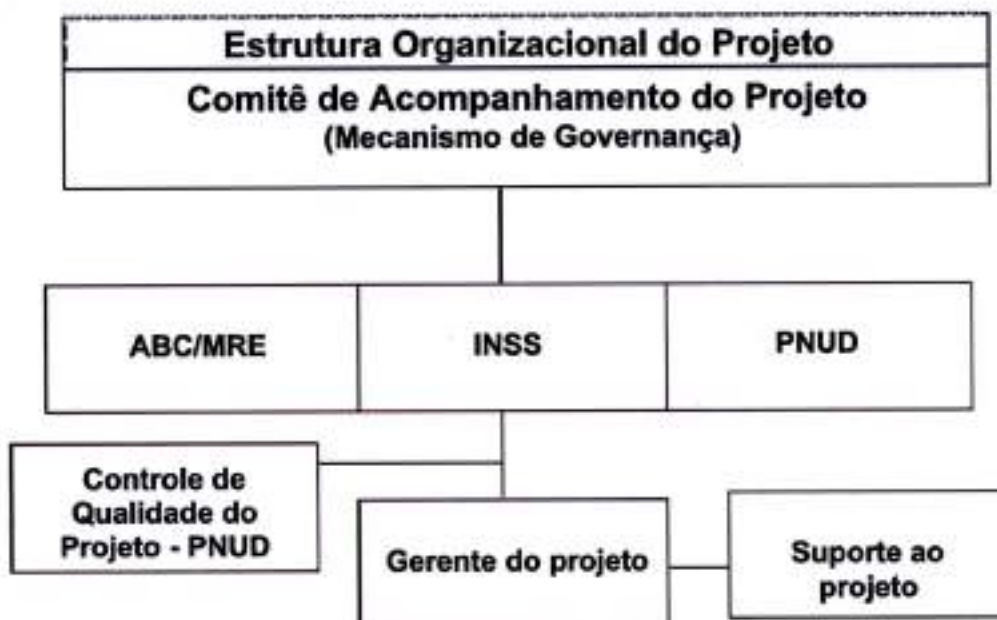 Estrutura Organizacional do Projeto
Comitê de Acompanhamento do Projeto
(Mecanismo de Governança)
ABC/MRE
INSS
PNUD
Controle de
Qualidade do
Projeto - PNUD
Gerente do projeto
Suporte ao
projeto